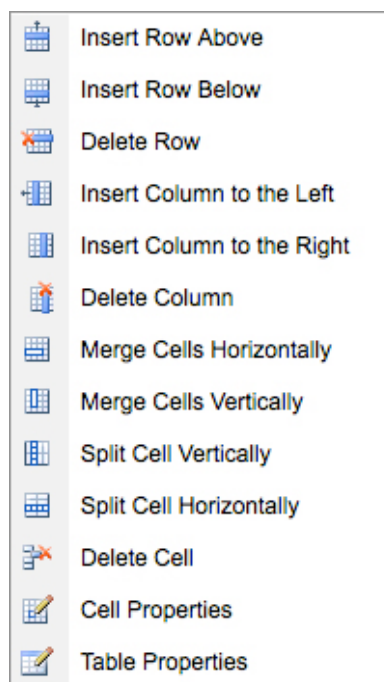 Insert Row Above
Insert Row Below
Delete Row
Insert Column to the Left
Insert Column to the Right
Delete Column
Merge Cells Horizontally
Merge Cells Vertically
Split Cell Vertically
Split Cell Horizontally
Delete Cell
Cell Properties
Table Properties